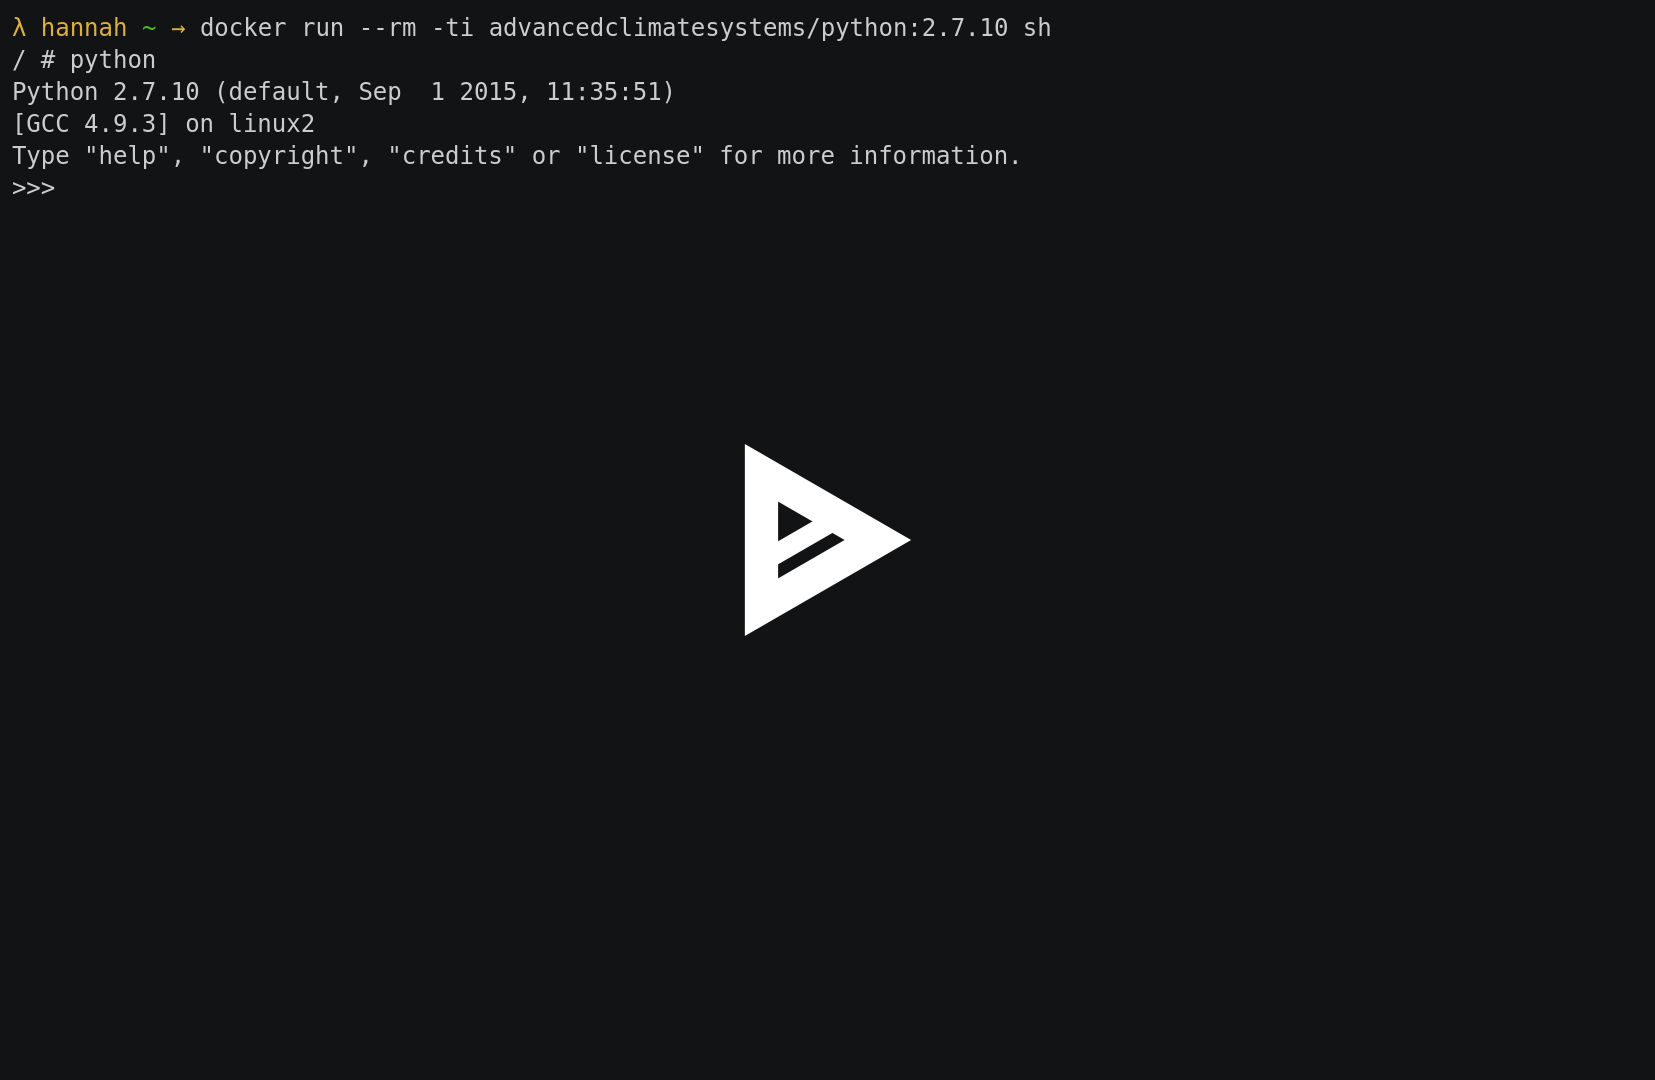 λ hannah ~ → docker run --rm -ti advancedclimatesystems/python:2.7.10 sh
/ # python
Python 2.7.10 (default, Sep  1 2015, 11:35:51)
[GCC 4.9.3] on linux2
Type "help", "copyright", "credits" or "license" for more information.
>>>